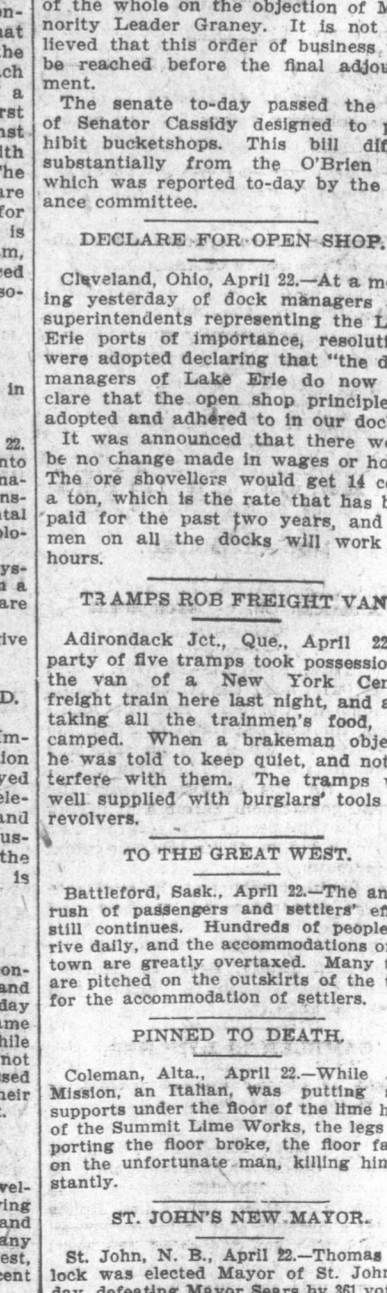 of the whole on the objection of M
nority Leader Graney. It is not
lieved that this order of business
be reached before the final adjou
ment.
The senate to-day passed the
of Senator Cassidy designed to
hibit bucketshops. This bill dif
substantially from the O'Brien
which was reported to-day by the
ance committee.
DECLARE FOR OPEN SHOP.
Cleveland, Ohio, April 22.—At a m
ing yesterday of dock managers
superintendents representing the L
Erie ports of importance, resoluti
were adopted declaring that "the d
managers of Lake Erie do now
clare that the open shop principle
adopted and adhered to in our doc
It was announced that there wo
be no change made in wages or ho
The ore shovellers would get 14 c
a ton, which is the rate that has b
paid for the past two years, and
men on all the docks will work
hours.
TRAMPS ROB FREIGHT VAN
Adirondack Jct., Que., April 22
party of five tramps took possessio
the van of a New York Cen
freight train here last night, and a
taking all the trainmen's food,
camped. When a brakeman obje
he was told to keep quiet, and not
terfere with them. The tramps w
well supplied with burglars' tools
revolvers.
TO THE GREAT WEST.
Battleford, Sask., April 22.—The an
rush of passengers and settlers' ef
still continues. Hundreds of people
rive daily, and the accommodations o
town are greatly overtaxed. Many t
are pitched on the outskirts of the t
for the accommodation of settlers.
PINNED TO DEATH.
Coleman, Alta., April 22.—While
Mission, an Italian, was putting
supports under the floor of the lime h
of the Summit Lime Works, the legs
porting the floor broke, the floor fa
on the unfortunate man, killing him
stantly.
ST. JOHN'S NEW MAYOR.
St. John, N. B., April 22.—Thomas
lock was elected Mayor of St. John
day, defeating Mayor Sears by 361 vo